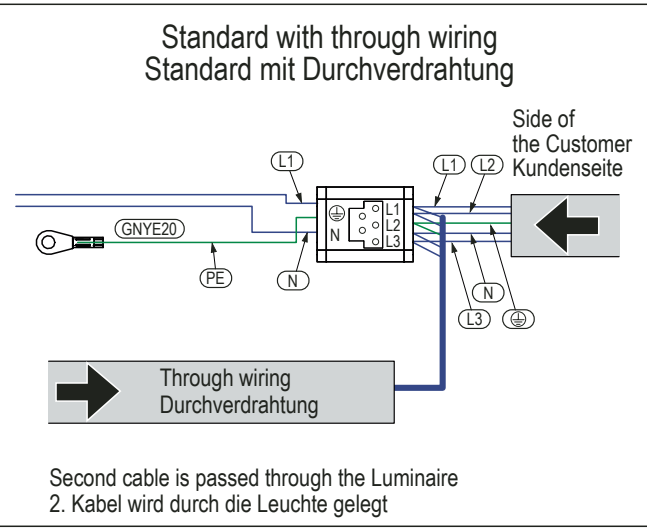 Standard with through wiring
Standard mit Durchverdrahtung
Side of
the Customer
Kundenseite
L1
L1
L2
L1
L2
N
L3
GNYE20
PE
N
N
L3
Through wiring
Durchverdrahtung
Second cable is passed through the Luminaire
2. Kabel wird durch die Leuchte gelegt